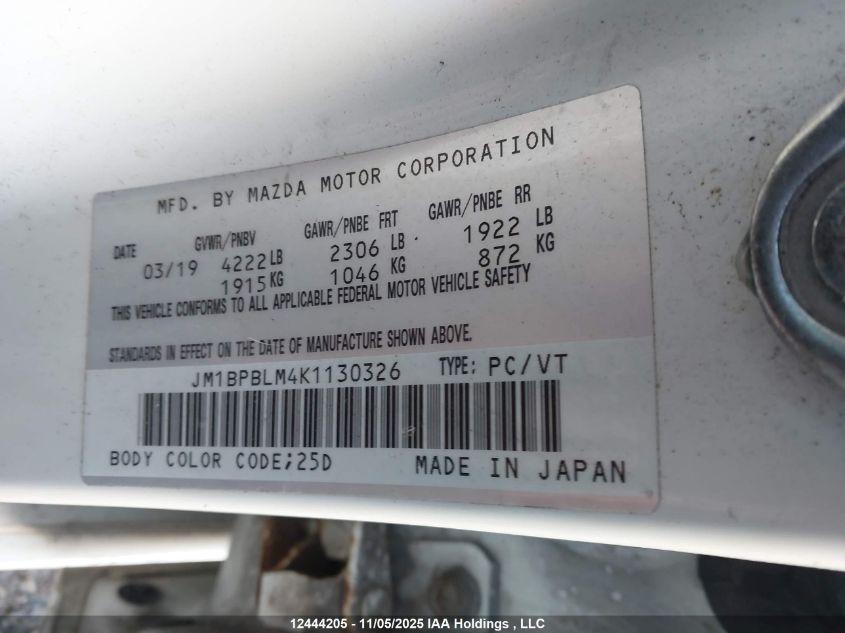 MFD. BY MAZDA MOTOR CORPORATION
DATE GVWR/PNBV GAWR/PNBE FRT GAWR/PNBE RR
03/19 4222LB 2306 LB 1922 LB
1915KG 1046 KG 872 KG
THIS VEHICLE CONFORMS TO ALL APPLICABLE FEDERAL MOTOR VEHICLE SAFETY
STANDARDS IN EFFECT ON THE DATE OF MANUFACTURE SHOWN ABOVE.
JM1BPBLM4K1130326 TYPE: PC/VT
BODY COLOR CODE;25D MADE IN JAPAN
12444205 - 11/05/2025 IAA Holdings , LLC